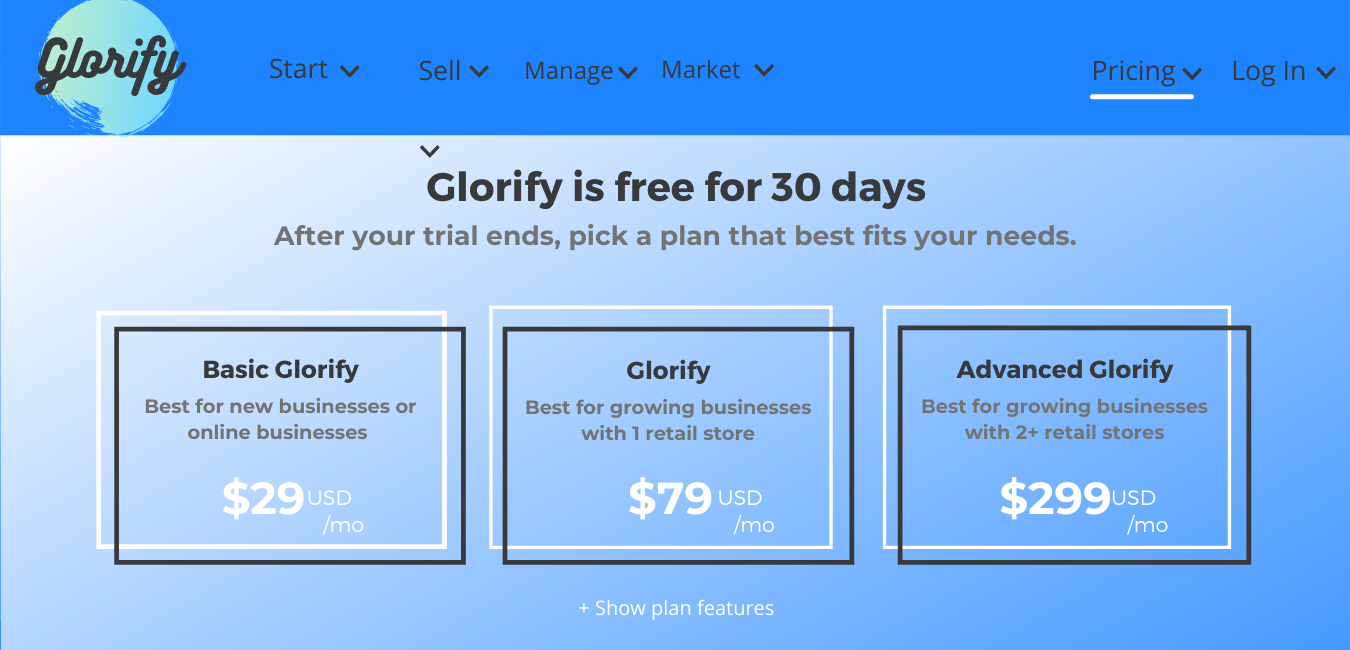 Glorify
Start
Sell
Manage
Market
Pricing
Log In
Glorify is free for 30 days
After your trial ends, pick a plan that best fits your needs.
Basic Glorify
Best for new businesses or
online businesses
$29 USD
/mo
Glorify
Best for growing businesses
with 1 retail store
$79 USD
/mo
Advanced Glorify
Best for growing businesses
with 2+ retail stores
$299 USD
/mo
+ Show plan features